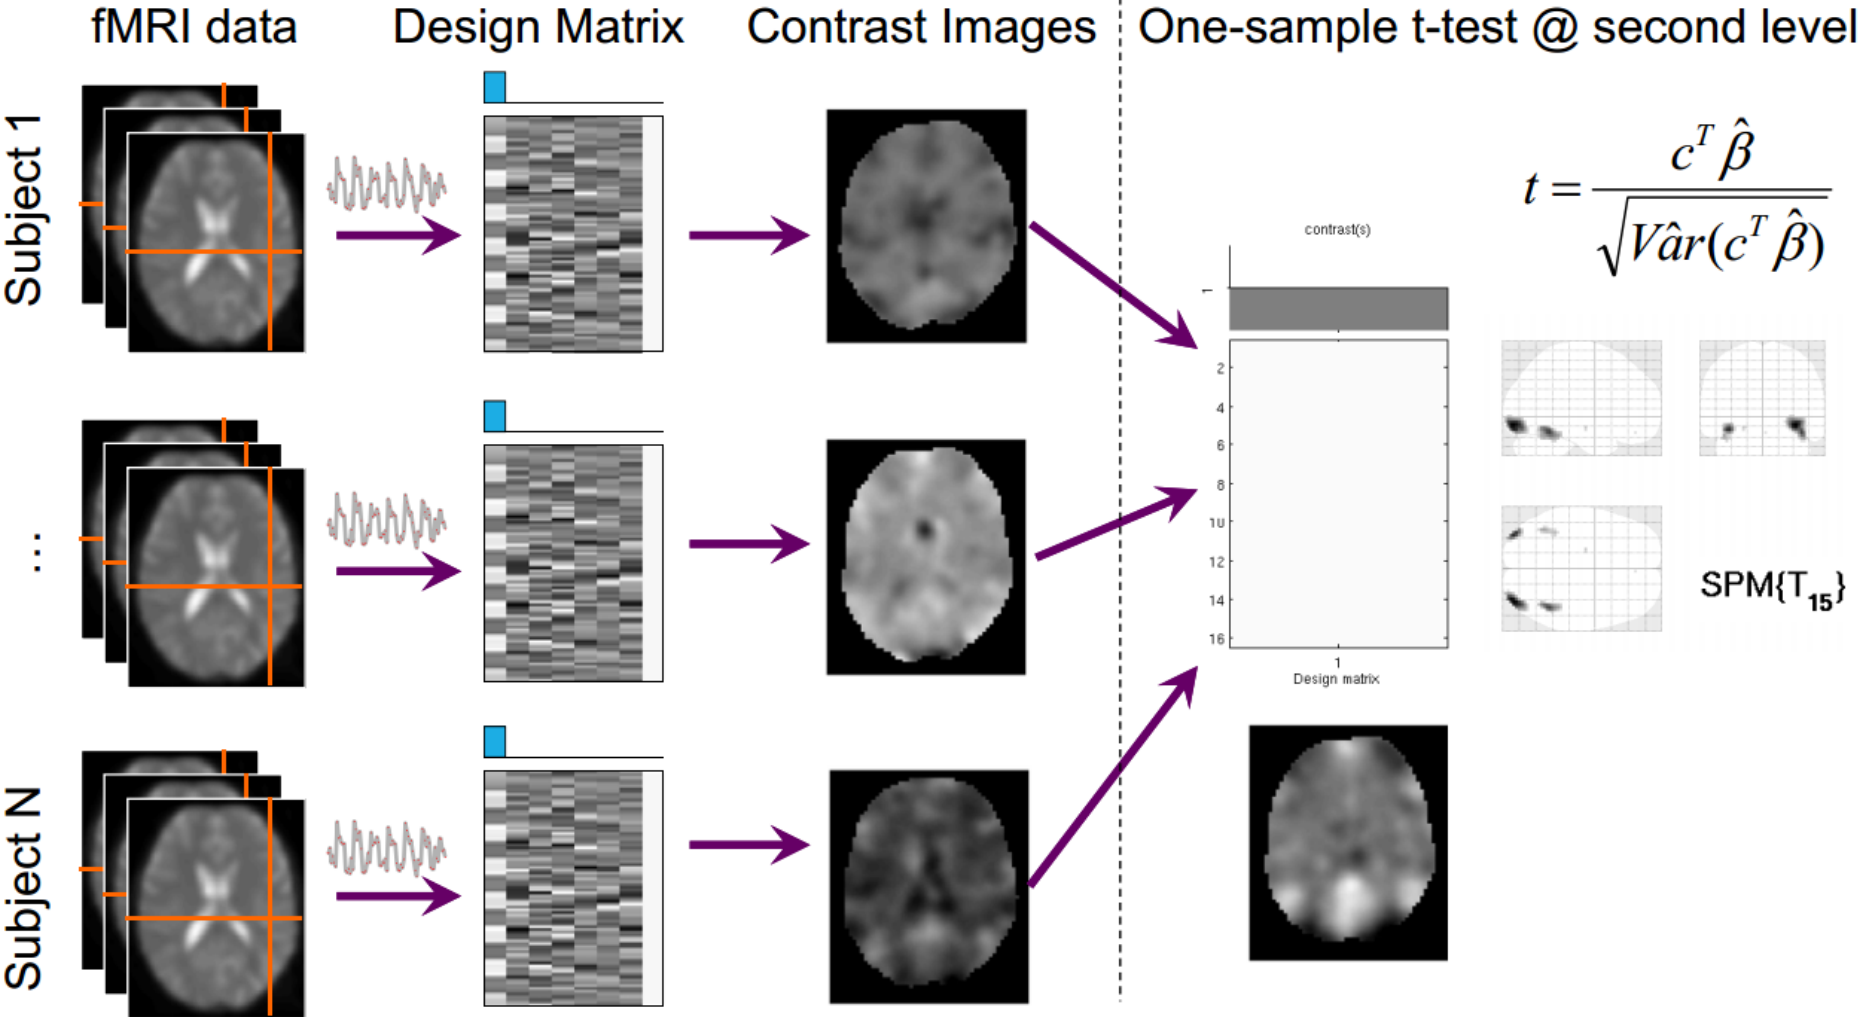 fMRI data
Design Matrix
Contrast Images
One-sample t-test @ second level
Subject 1
...
Subject N
t = c^T β̂ / √Vâr(c^T β̂)
contrast(s)
1
2
4
6
8
10
12
14
16
1
Design matrix
SPM{T₁₅}